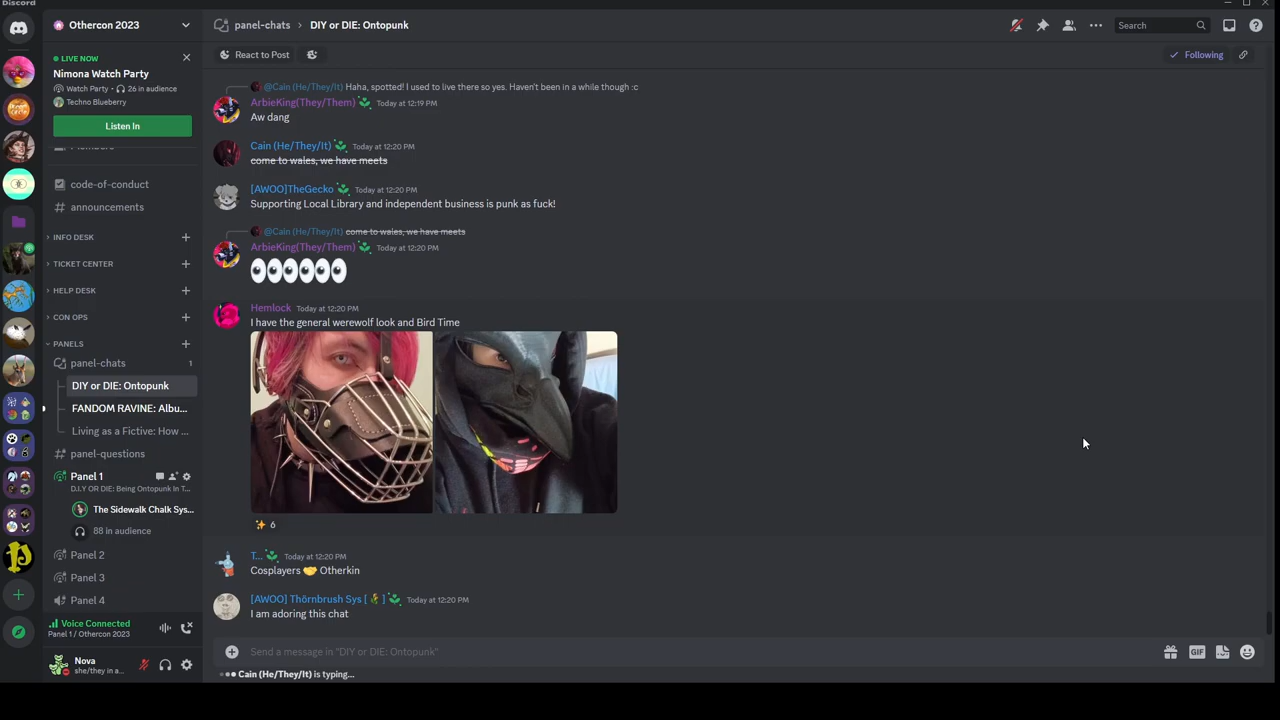 Discord
Othercon 2023
LIVE NOW
Nimona Watch Party
Watch Party • 26 in audience
Techno Blueberry
Listen In
code-of-conduct
announcements
INFO DESK
TICKET CENTER
HELP DESK
CON OPS
PANELS
panel-chats 1
DIY or DIE: Ontopunk
FANDOM RAVINE: Albu...
Living as a Fictive: How ...
panel-questions
Panel 1
D.I.Y OR DIE: Being Ontopunk In T...
The Sidewalk Chalk Sys...
88 in audience
Panel 2
Panel 3
Panel 4
Voice Connected
Panel 1 / Othercon 2023
Nova
she/they in a...
panel-chats > DIY or DIE: Ontopunk
Search
React to Post
Following
@Cain (He/They/It) Haha, spotted! I used to live there so yes. Haven't been in a while though :c
ArbieKing(They/Them) Today at 12:19 PM
Aw dang
Cain (He/They/It) Today at 12:20 PM
come to wales, we have meets
[AWOO]TheGecko Today at 12:20 PM
Supporting Local Library and independent business is punk as fuck!
@Cain (He/They/It) come to wales, we have meets
ArbieKing(They/Them) Today at 12:20 PM
Hemlock Today at 12:20 PM
I have the general werewolf look and Bird Time
6
T... Today at 12:20 PM
Cosplayers 🤝 Otherkin
[AWOO] Thörnbrush Sys [ ] Today at 12:20 PM
I am adoring this chat
Send a message in "DIY or DIE: Ontopunk"
GIF
Cain (He/They/It) is typing...